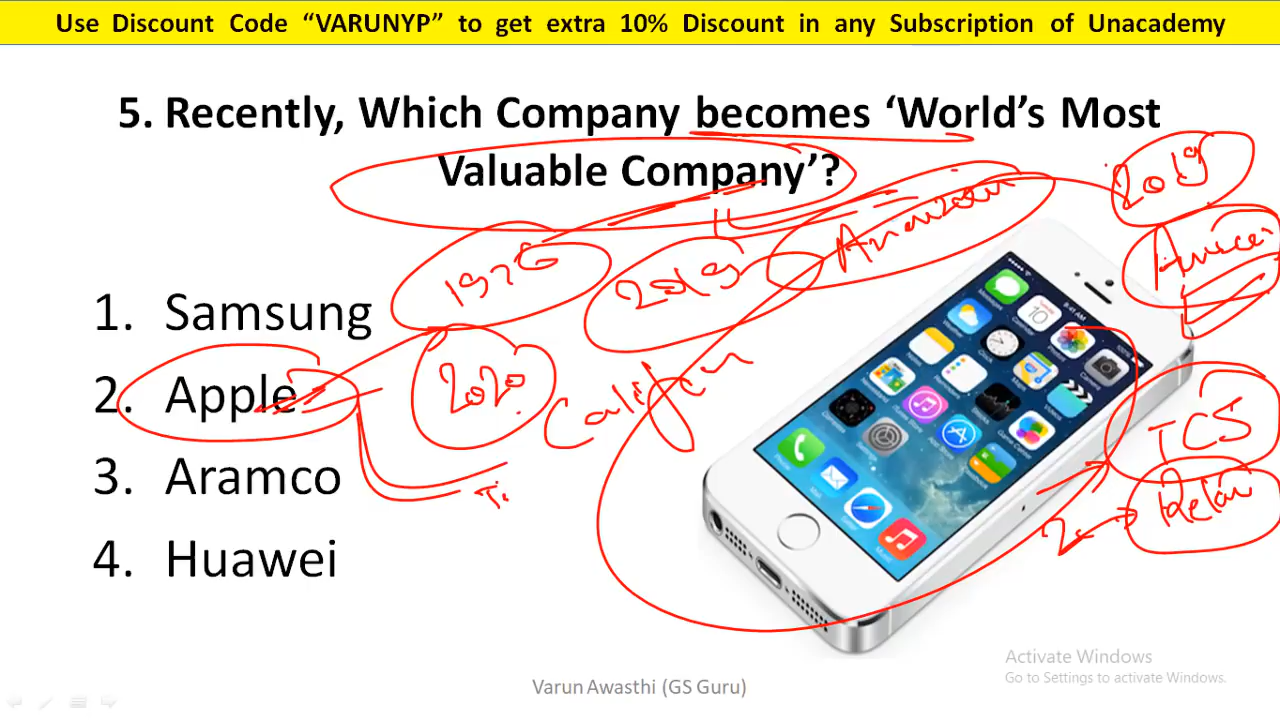 Use Discount Code “VARUNYP” to get extra 10% Discount in any Subscription of Unacademy
5. Recently, Which Company becomes ‘World’s Most
Valuable Company’?
2019
Amazon
1976
2019
1. Samsung
2. Apple
2020
TCS
3. Aramco
4. Huawei
Activate Windows
Go to Settings to activate Windows.
Varun Awasthi (GS Guru)